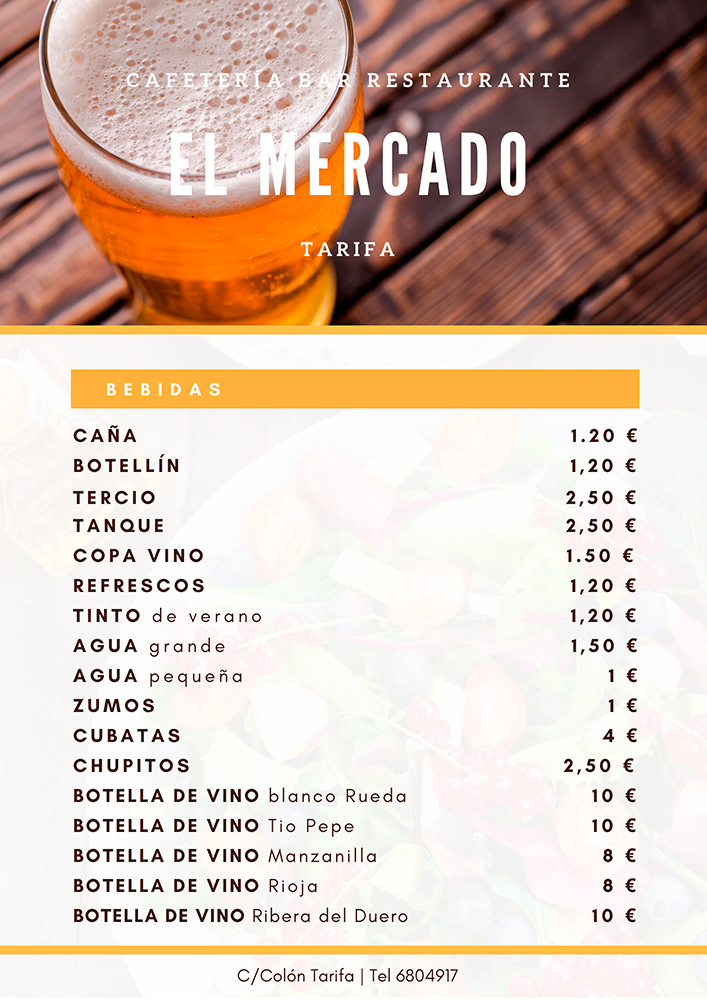 CAFETERÍA BAR RESTAURANTE
EL MERCADO
TARIFA
BEBIDAS
CAÑA 1.20 €
BOTELLÍN 1,20 €
TERCIO 2,50 €
TANQUE 2,50 €
COPA VINO 1.50 €
REFRESCOS 1,20 €
TINTO de verano 1,20 €
AGUA grande 1,50 €
AGUA pequeña 1 €
ZUMOS 1 €
CUBATAS 4 €
CHUPITOS 2,50 €
BOTELLA DE VINO blanco Rueda 10 €
BOTELLA DE VINO Tio Pepe 10 €
BOTELLA DE VINO Manzanilla 8 €
BOTELLA DE VINO Rioja 8 €
BOTELLA DE VINO Ribera del Duero 10 €
C/Colón Tarifa | Tel 6804917